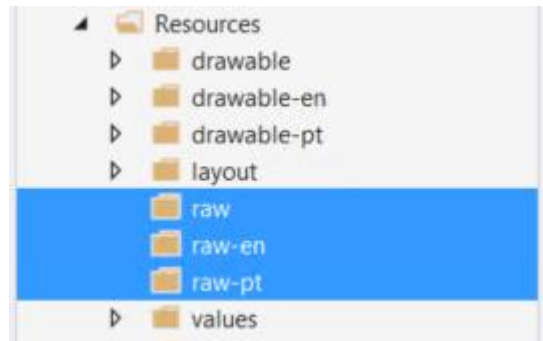 Resources
drawable
drawable-en
drawable-pt
layout
raw
raw-en
raw-pt
values